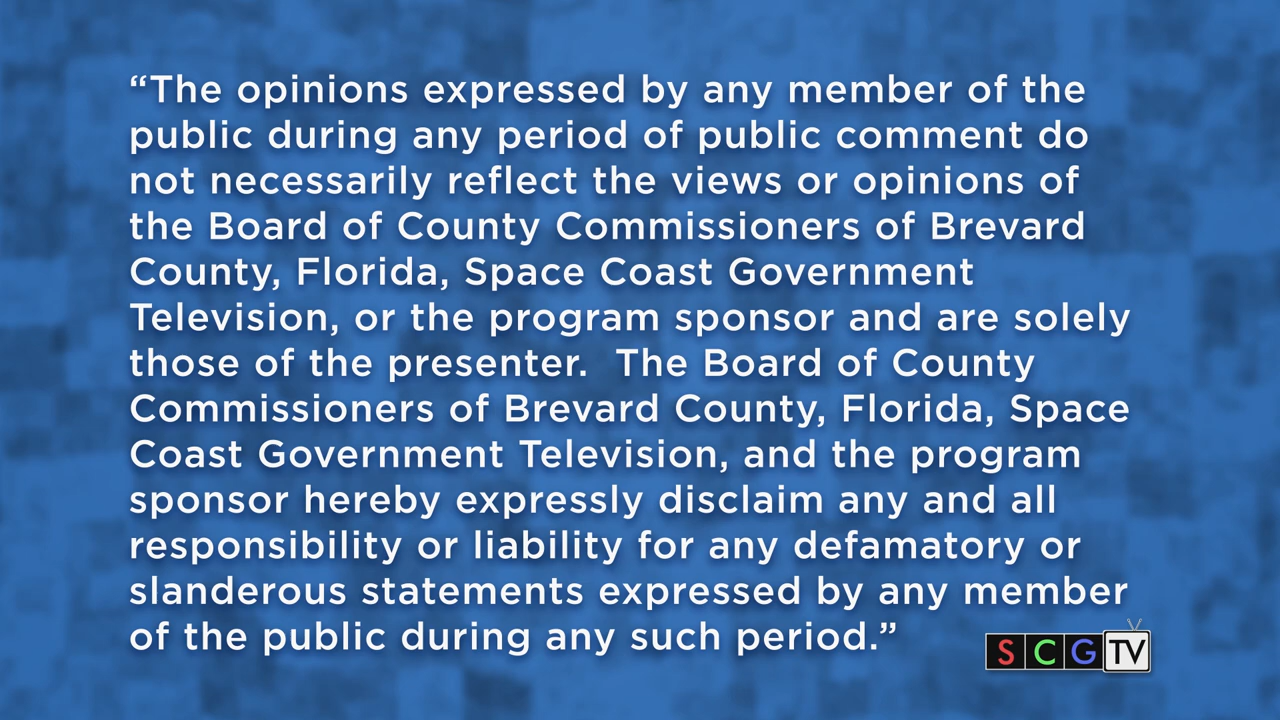 “The opinions expressed by any member of the
public during any period of public comment do
not necessarily reflect the views or opinions of
the Board of County Commissioners of Brevard
County, Florida, Space Coast Government
Television, or the program sponsor and are solely
those of the presenter.  The Board of County
Commissioners of Brevard County, Florida, Space
Coast Government Television, and the program
sponsor hereby expressly disclaim any and all
responsibility or liability for any defamatory or
slanderous statements expressed by any member
of the public during any such period.”
SCGTV